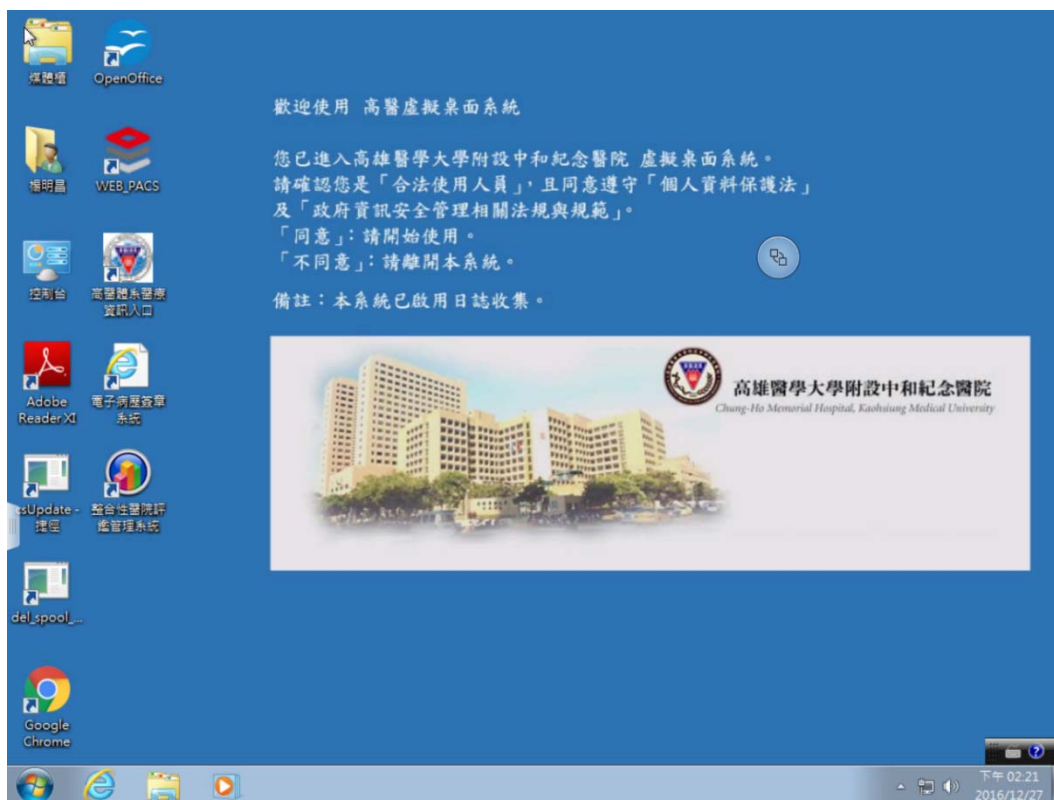 媒體櫃
OpenOffice
楊明昌
WEB_PACS
控制台
高醫體系醫療
資訊入口
Adobe
Reader XI
電子病歷簽章
系統
csUpdate -
捷徑
整合性醫院評
鑑管理系統
del_spool_...
Google
Chrome
歡迎使用 高醫虛擬桌面系統
您已進入高雄醫學大學附設中和紀念醫院 虛擬桌面系統。
請確認您是「合法使用人員」，且同意遵守「個人資料保護法」
及「政府資訊安全管理相關法規與規範」。
「同意」：請開始使用。
「不同意」：請離開本系統。
備註：本系統已啟用日誌收集。
高雄醫學大學附設中和紀念醫院
Chung-Ho Memorial Hospital, Kaohsiung Medical University
下午 02:21
2016/12/27